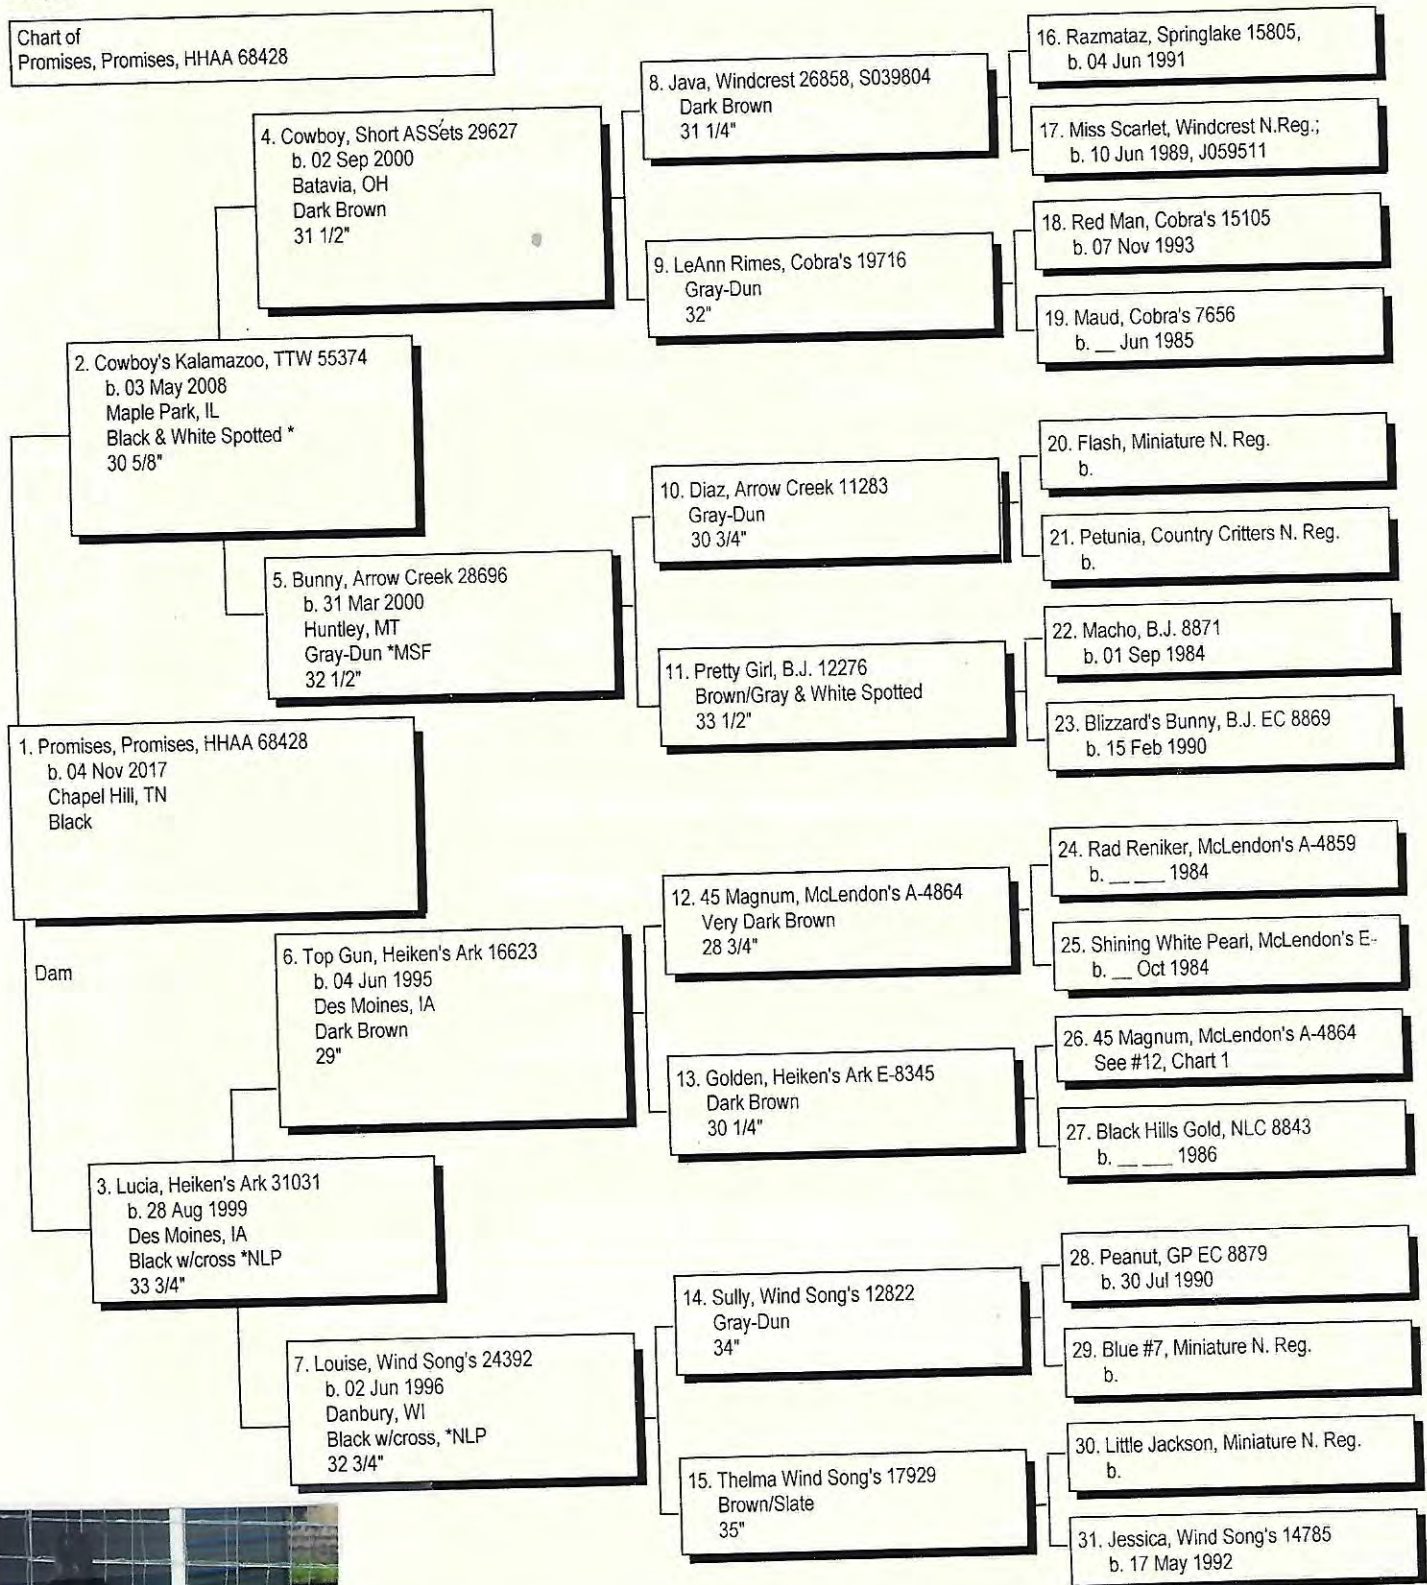 Chart of
Promises, Promises, HHAA 68428
16. Razmataz, Springlake 15805,
b. 04 Jun 1991
8. Java, Windcrest 26858, S039804
Dark Brown
31 1/4"
17. Miss Scarlet, Windcrest N.Reg.;
b. 10 Jun 1989, J059511
4. Cowboy, Short ASSets 29627
b. 02 Sep 2000
Batavia, OH
Dark Brown
31 1/2"
18. Red Man, Cobra's 15105
b. 07 Nov 1993
9. LeAnn Rimes, Cobra's 19716
Gray-Dun
32"
19. Maud, Cobra's 7656
b. __ Jun 1985
2. Cowboy's Kalamazoo, TTW 55374
b. 03 May 2008
Maple Park, IL
Black & White Spotted *
30 5/8"
20. Flash, Miniature N. Reg.
b.
10. Diaz, Arrow Creek 11283
Gray-Dun
30 3/4"
21. Petunia, Country Critters N. Reg.
b.
5. Bunny, Arrow Creek 28696
b. 31 Mar 2000
Huntley, MT
Gray-Dun *MSF
32 1/2"
22. Macho, B.J. 8871
b. 01 Sep 1984
11. Pretty Girl, B.J. 12276
Brown/Gray & White Spotted
33 1/2"
23. Blizzard's Bunny, B.J. EC 8869
b. 15 Feb 1990
1. Promises, Promises, HHAA 68428
b. 04 Nov 2017
Chapel Hill, TN
Black
24. Rad Reniker, McLendon's A-4859
b. __ ___ 1984
12. 45 Magnum, McLendon's A-4864
Very Dark Brown
28 3/4"
25. Shining White Pearl, McLendon's E-
b. __ Oct 1984
Dam
6. Top Gun, Heiken's Ark 16623
b. 04 Jun 1995
Des Moines, IA
Dark Brown
29"
26. 45 Magnum, McLendon's A-4864
See #12, Chart 1
13. Golden, Heiken's Ark E-8345
Dark Brown
30 1/4"
27. Black Hills Gold, NLC 8843
b. __ ___ 1986
3. Lucia, Heiken's Ark 31031
b. 28 Aug 1999
Des Moines, IA
Black w/cross *NLP
33 3/4"
28. Peanut, GP EC 8879
b. 30 Jul 1990
14. Sully, Wind Song's 12822
Gray-Dun
34"
29. Blue #7, Miniature N. Reg.
b.
7. Louise, Wind Song's 24392
b. 02 Jun 1996
Danbury, WI
Black w/cross, *NLP
32 3/4"
30. Little Jackson, Miniature N. Reg.
b.
15. Thelma Wind Song's 17929
Brown/Slate
35"
31. Jessica, Wind Song's 14785
b. 17 May 1992